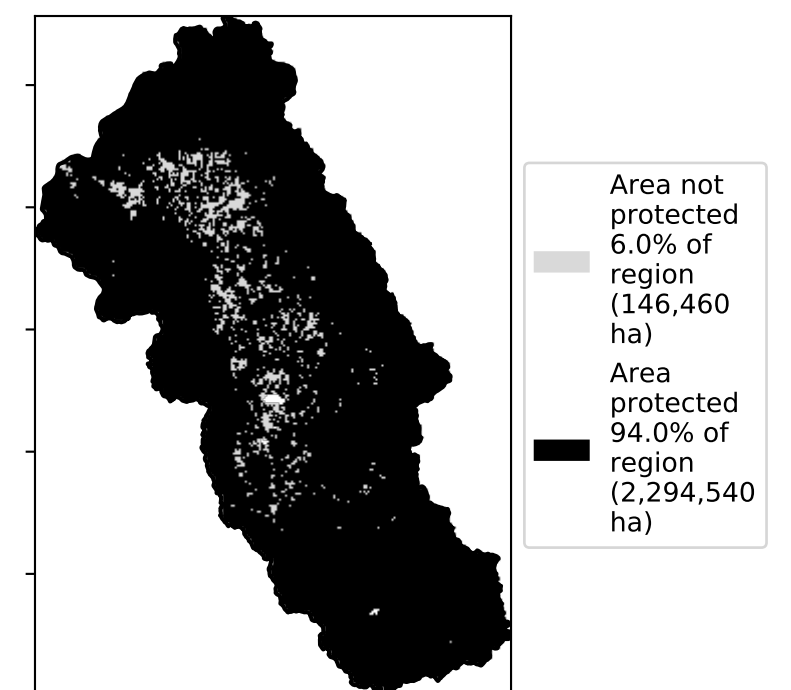 Area not
protected
6.0% of
region
(146,460
ha)
Area
protected
94.0% of
region
(2,294,540
ha)